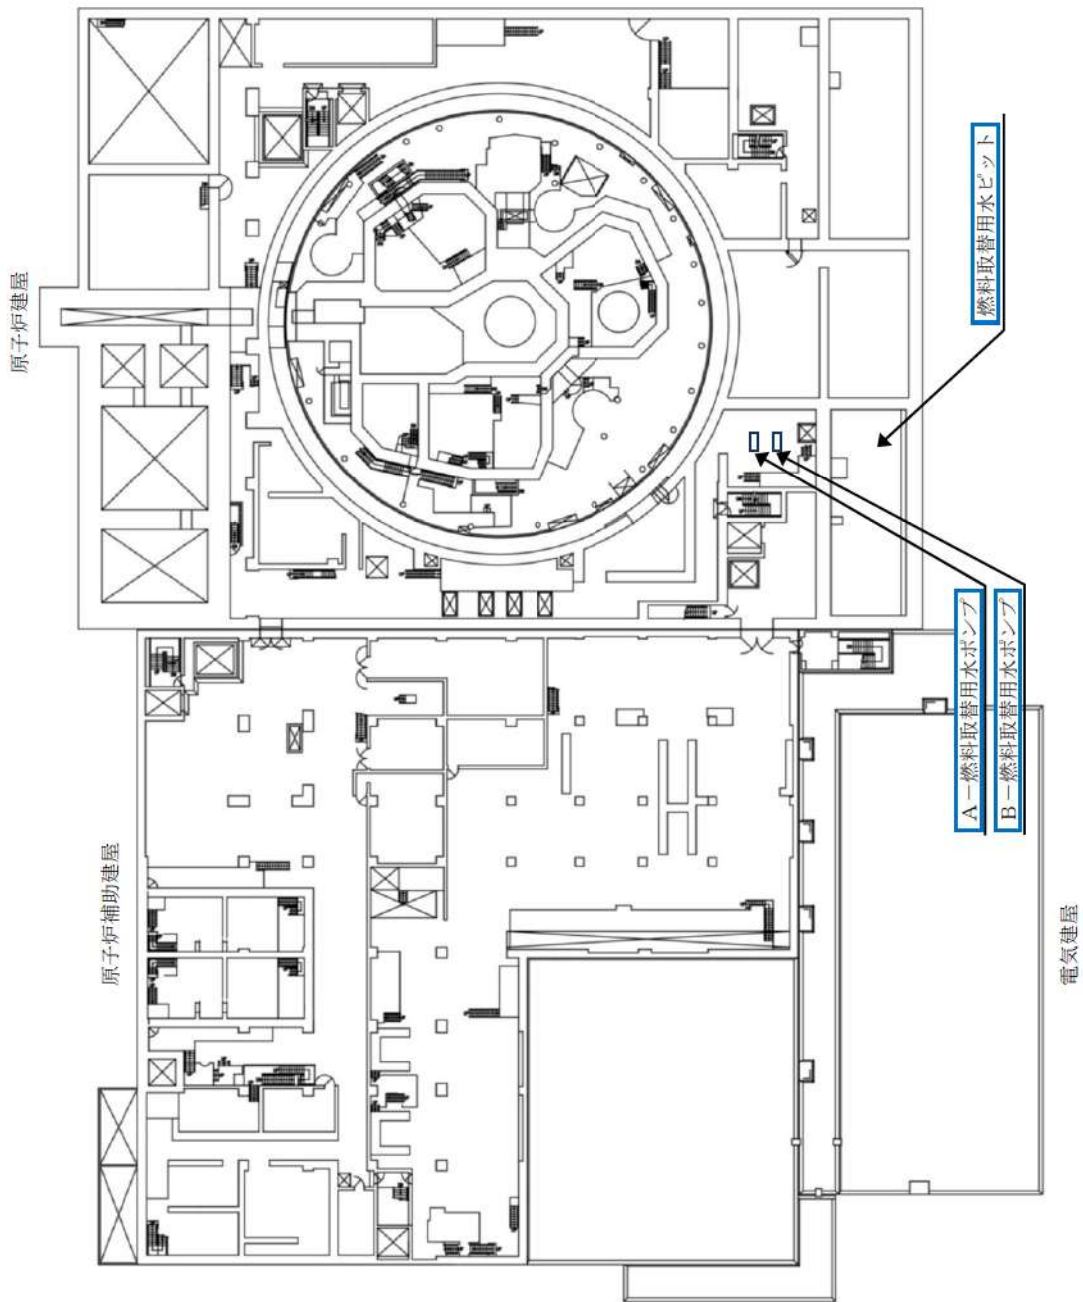 原子炉建屋
燃料取替用水ピット
A－燃料取替用水ポンプ
B－燃料取替用水ポンプ
原子炉補助建屋
電気建屋